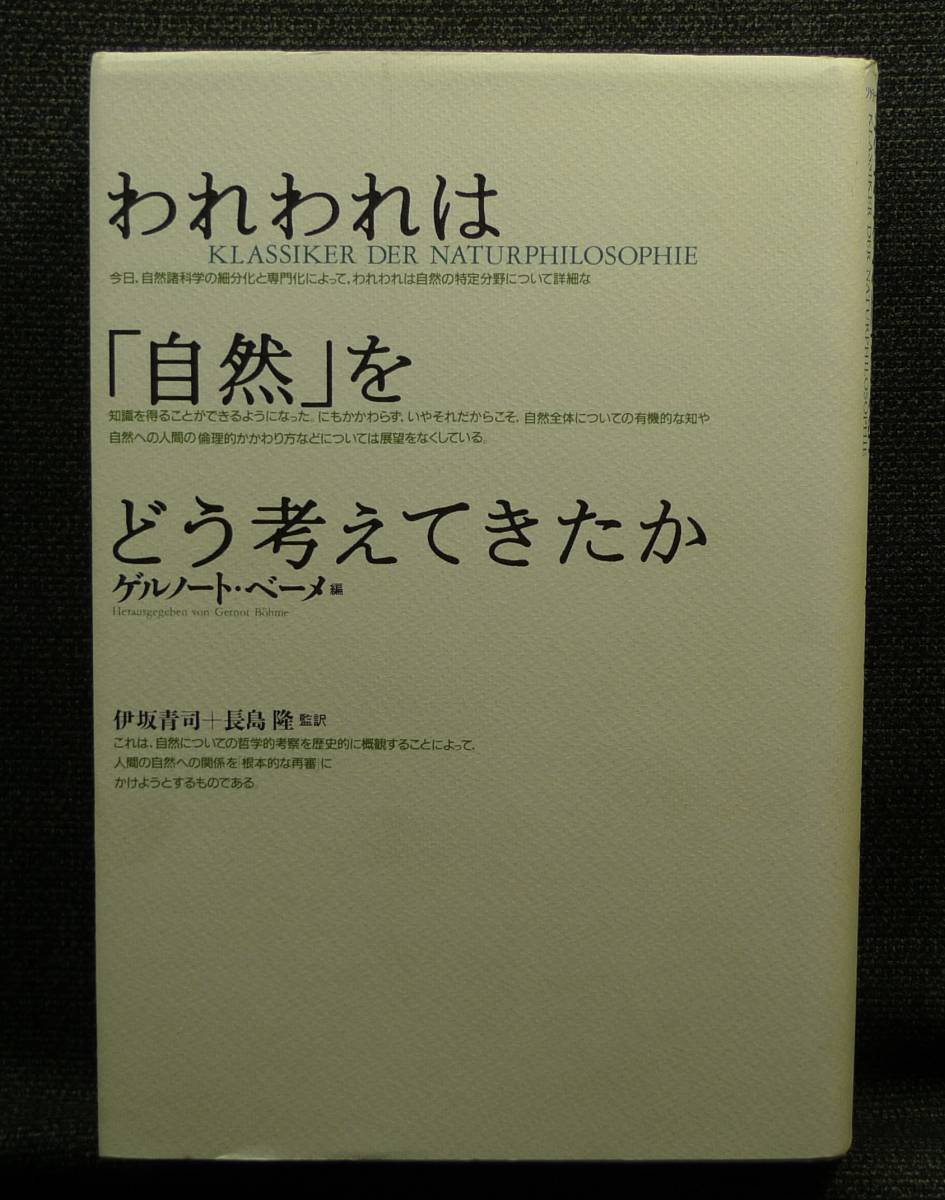 われわれは
KLASSIKER DER NATURPHILOSOPHIE
今日，自然諸科学の細分化と専門化によって，われわれは自然の特定分野について詳細な
「自然」を
知識を得ることができるようになった。にもかかわらず，いやそれだからこそ，自然全体についての有機的な知や
自然への人間の倫理的かかわり方などについては展望をなくしている。
どう考えてきたか
ゲルノート・ベーメ編
Herausgegeben von Gernot Böhme
伊坂青司＋長島 隆 監訳
これは，自然についての哲学的考察を歴史的に概観することによって，
人間の自然への関係を「根本的な再審」に
かけようとするものである。
KLASSIKER DER NATURPHILOSOPHIE